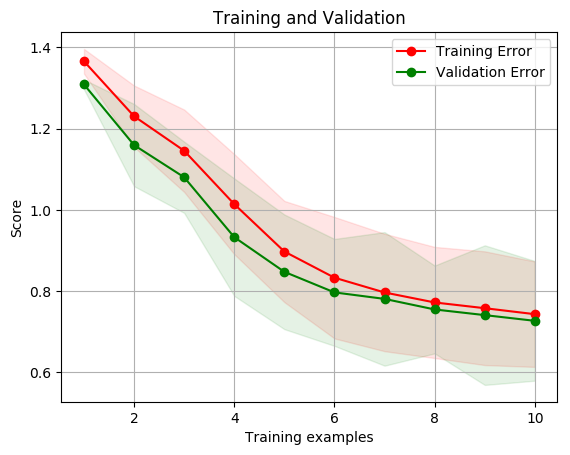 Training and Validation
1.4
Training Error
Validation Error
1.2
1.0
0.8
0.6
Score
2
4
6
8
10
Training examples